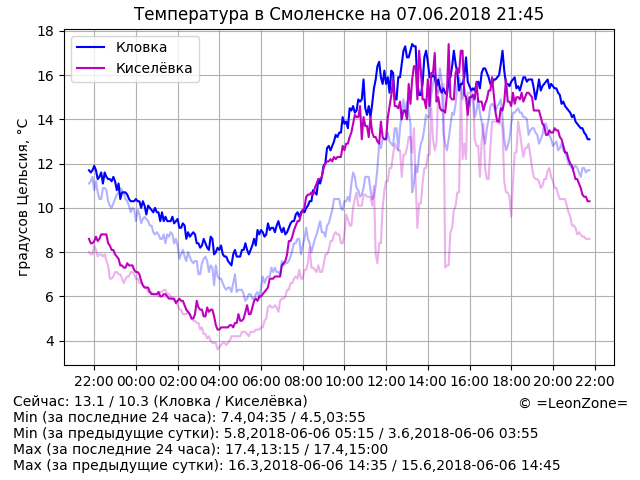 Температура в Смоленске на 07.06.2018 21:45
градусов Цельсия, °C
18
16
14
12
10
8
6
4
Кловка
Киселёвка
22:00 00:00 02:00 04:00 06:00 08:00 10:00 12:00 14:00 16:00 18:00 20:00 22:00
Сейчас: 13.1 / 10.3 (Кловка / Киселёвка)
© =LeonZone=
Min (за последние 24 часа): 7.4,04:35 / 4.5,03:55
Min (за предыдущие сутки): 5.8,2018-06-06 05:15 / 3.6,2018-06-06 03:55
Max (за последние 24 часа): 17.4,13:15 / 17.4,15:00
Max (за предыдущие сутки): 16.3,2018-06-06 14:35 / 15.6,2018-06-06 14:45